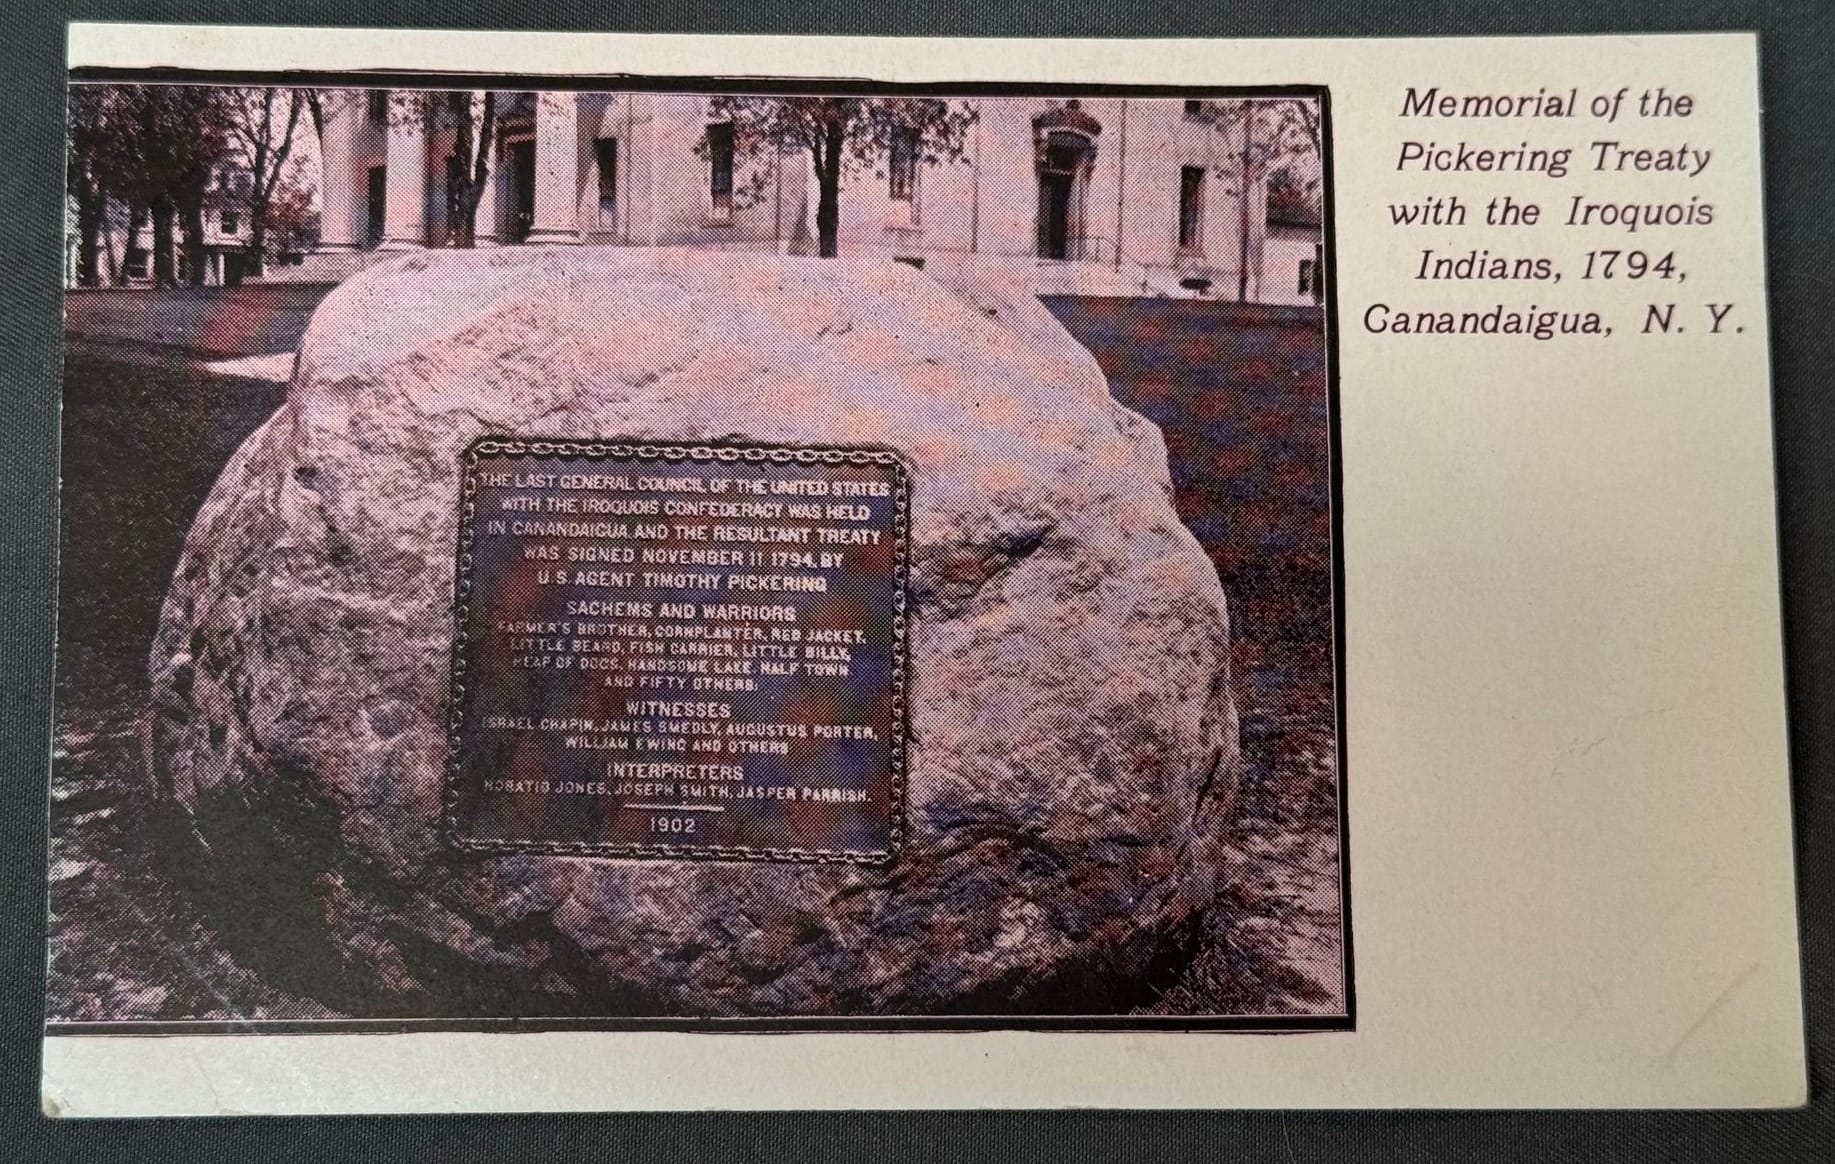 Memorial of the
Pickering Treaty
with the Iroquois
Indians, 1794,
Canandaigua, N. Y.
THE LAST GENERAL COUNCIL OF THE UNITED STATES
WITH THE IROQUOIS CONFEDERACY WAS HELD
IN CANANDAIGUA, AND THE RESULTANT TREATY
WAS SIGNED NOVEMBER 11 1794, BY
U.S. AGENT TIMOTHY PICKERING
SACHEMS AND WARRIORS
FARMER'S BROTHER, CORNPLANTER, RED JACKET,
LITTLE BEARD, FISH CARRIER, LITTLE BILLY,
HEAP OF DOGS, HANDSOME LAKE, HALF TOWN
AND FIFTY OTHERS.
WITNESSES
ISRAEL CHAPIN, JAMES SMEDLY, AUGUSTUS PORTER,
WILLIAM EWING AND OTHERS
INTERPRETERS
HORATIO JONES, JOSEPH SMITH, JASPER PARRISH.
1902